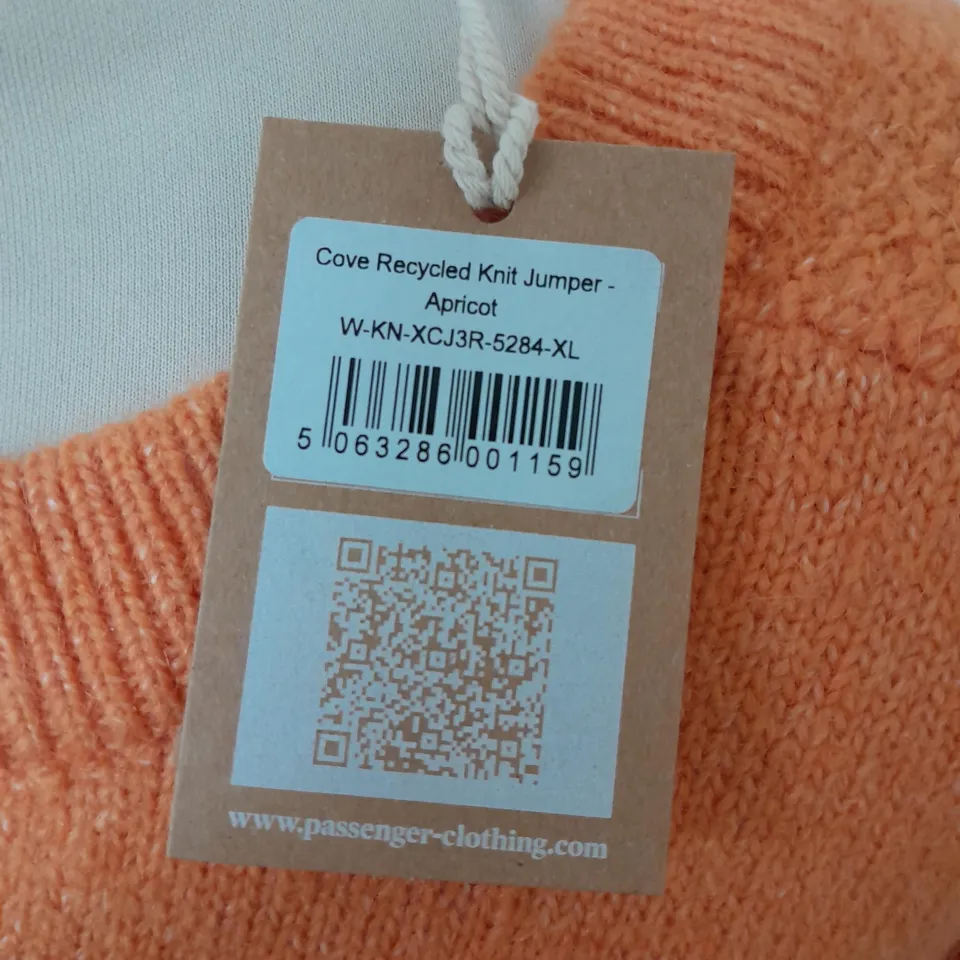 Cove Recycled Knit Jumper -
Apricot
W-KN-XCJ3R-5284-XL
5 063286 001159
www.passenger-clothing.com